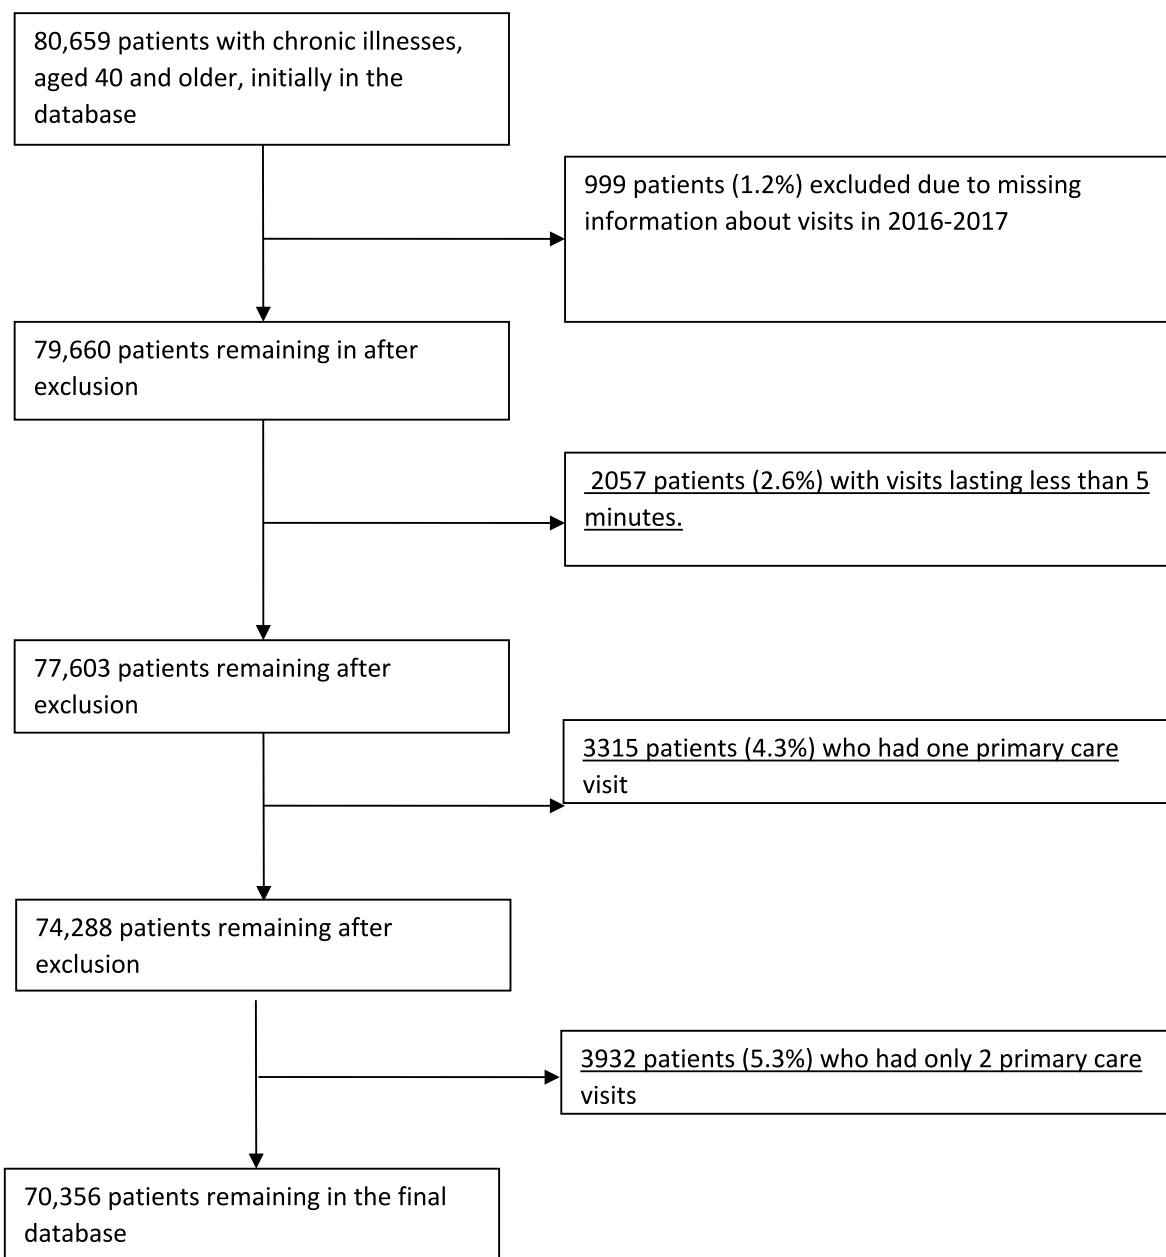 80,659 patients with chronic illnesses,
aged 40 and older, initially in the
database
999 patients (1.2%) excluded due to missing
information about visits in 2016-2017
79,660 patients remaining in after
exclusion
2057 patients (2.6%) with visits lasting less than 5
minutes.
77,603 patients remaining after
exclusion
3315 patients (4.3%) who had one primary care
visit
74,288 patients remaining after
exclusion
3932 patients (5.3%) who had only 2 primary care
visits
70,356 patients remaining in the final
database